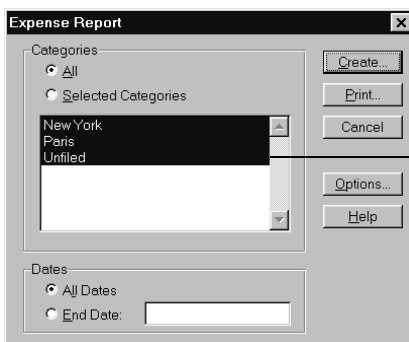 Expense Report
Categories
All
Selected Categories
New York
Paris
Unfiled
Create...
Print...
Cancel
Options...
Help
Dates
All Dates
End Date: